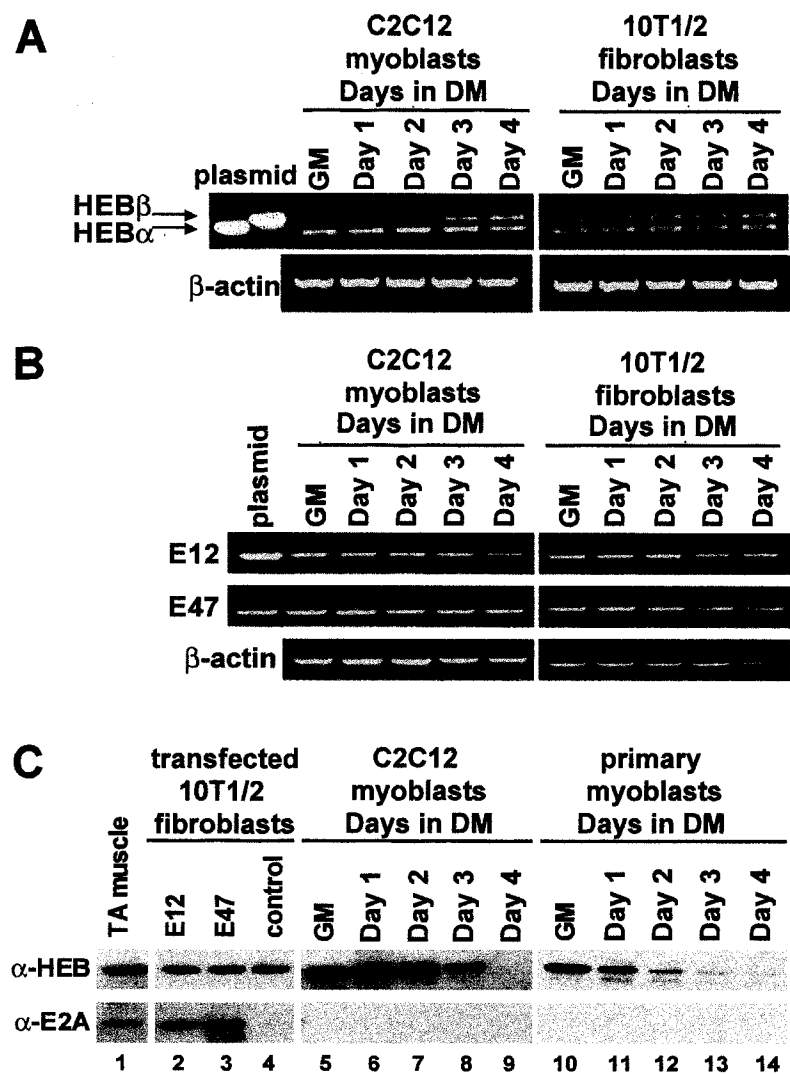 A
C2C12
myoblasts
Days in DM
10T1/2
fibroblasts
Days in DM
plasmid
GM
Day 1
Day 2
Day 3
Day 4
GM
Day 1
Day 2
Day 3
Day 4
HEBβ
HEBα
β-actin
B
C2C12
myoblasts
Days in DM
10T1/2
fibroblasts
Days in DM
plasmid
GM
Day 1
Day 2
Day 3
Day 4
GM
Day 1
Day 2
Day 3
Day 4
E12
E47
β-actin
C
transfected
10T1/2
fibroblasts
C2C12
myoblasts
Days in DM
primary
myoblasts
Days in DM
TA muscle
E12
E47
control
GM
Day 1
Day 2
Day 3
Day 4
GM
Day 1
Day 2
Day 3
Day 4
α-HEB
α-E2A
1 2 3 4 5 6 7 8 9 10 11 12 13 14